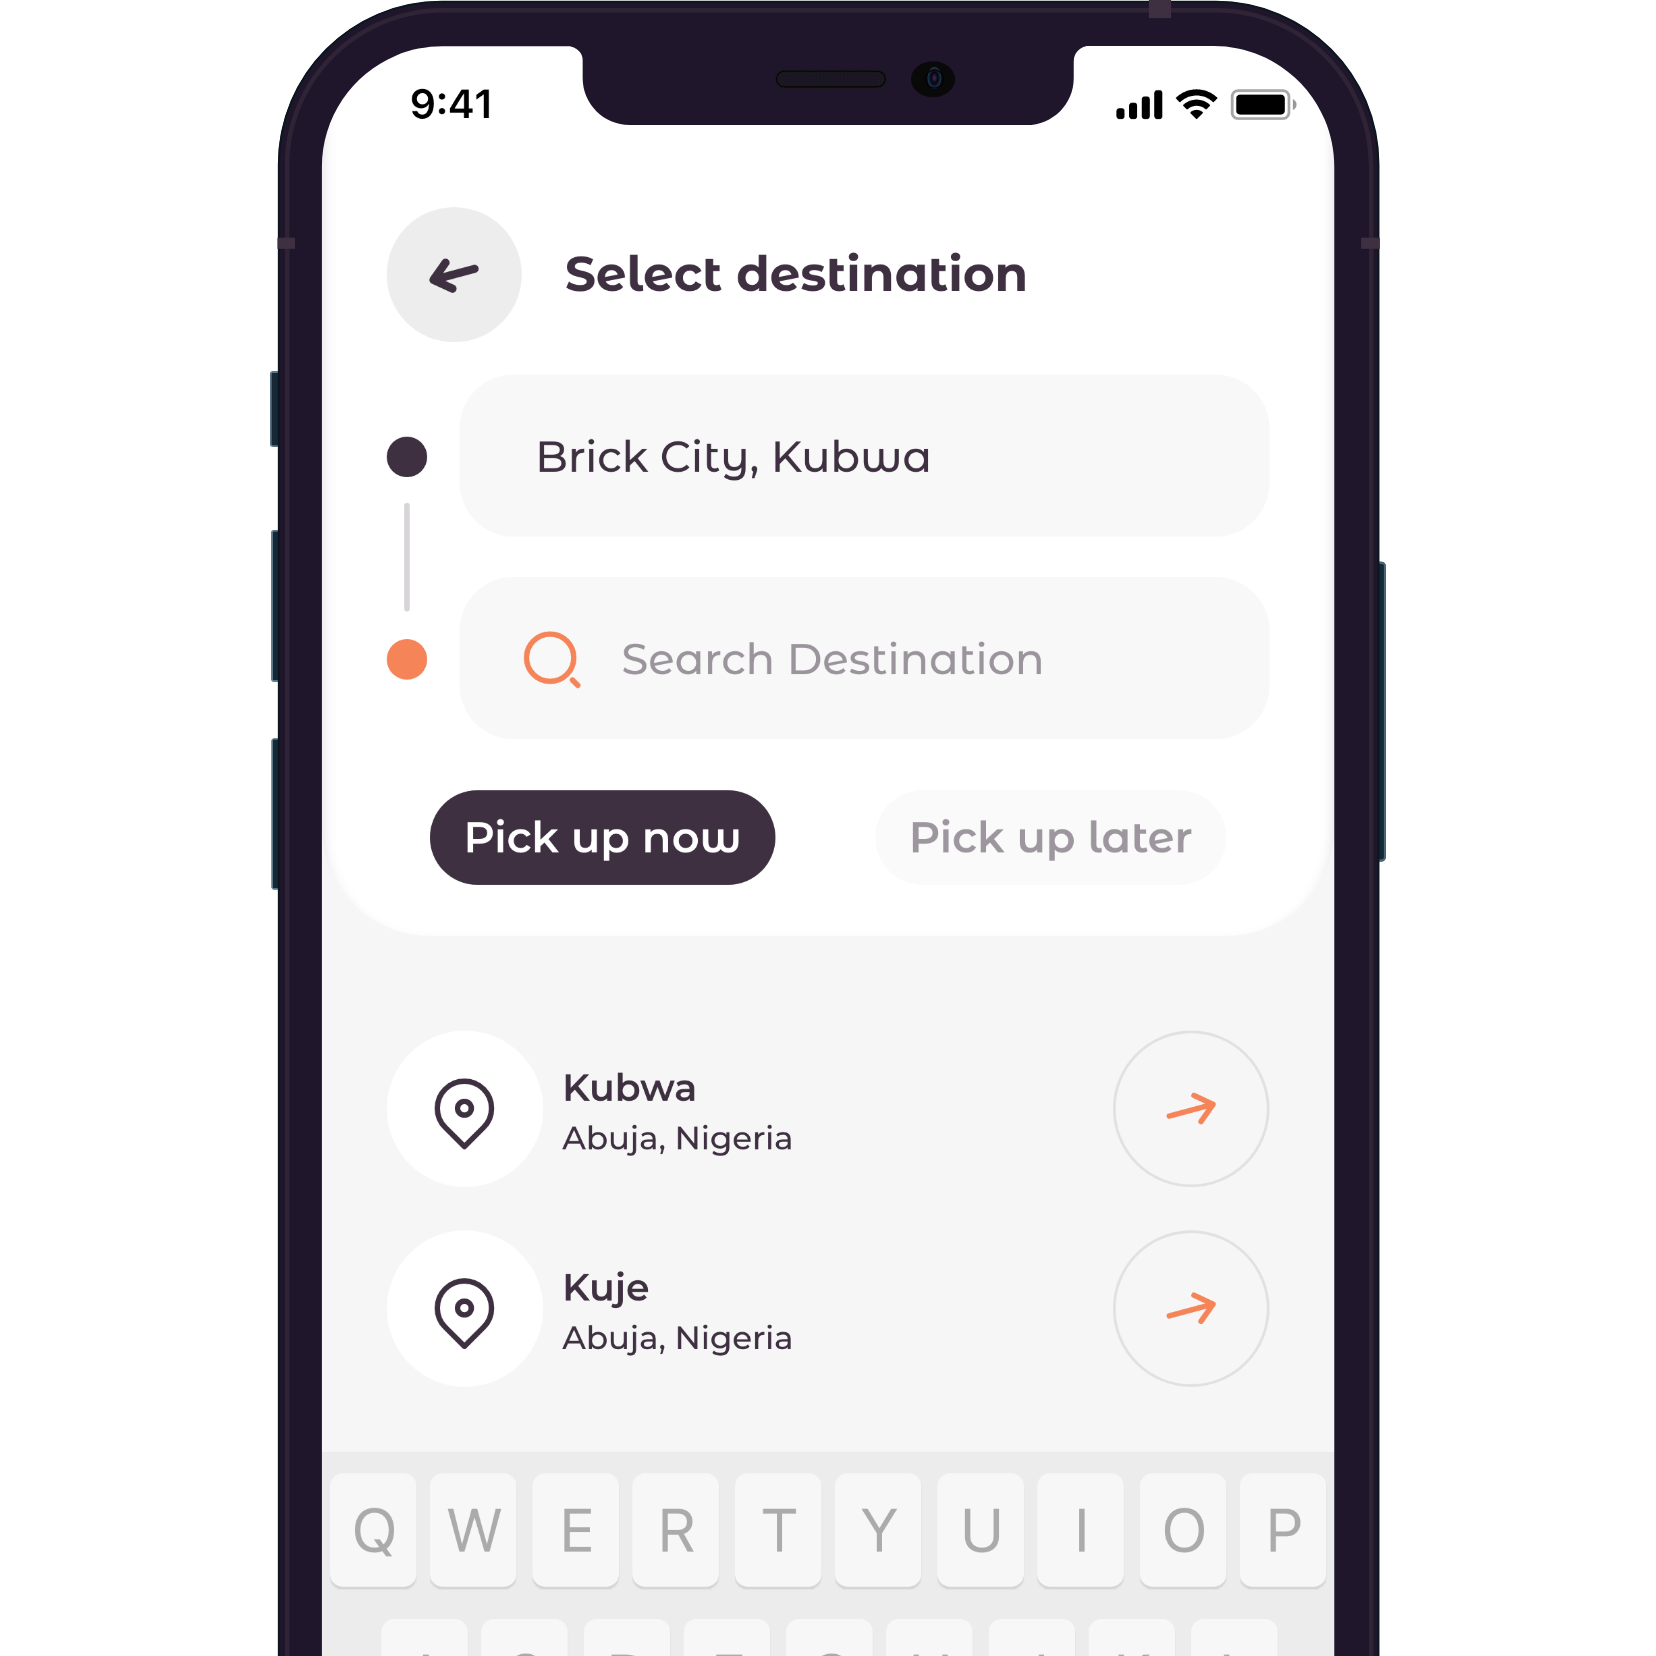 9:41
Select destination
Brick City, Kubwa
Search Destination
Pick up now Pick up later
Kubwa
Abuja, Nigeria
Kuje
Abuja, Nigeria
Q W E R T Y U I O P